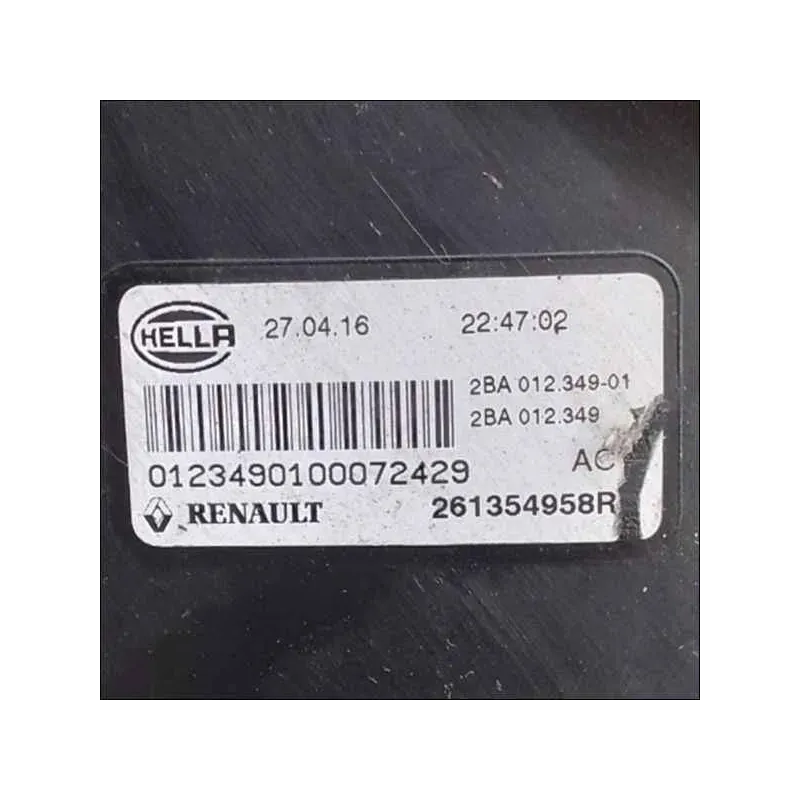 HELLA 27.04.16 22:47:02
2BA 012.349-01
2BA 012.349
0123490100072429 AC
RENAULT 261354958R